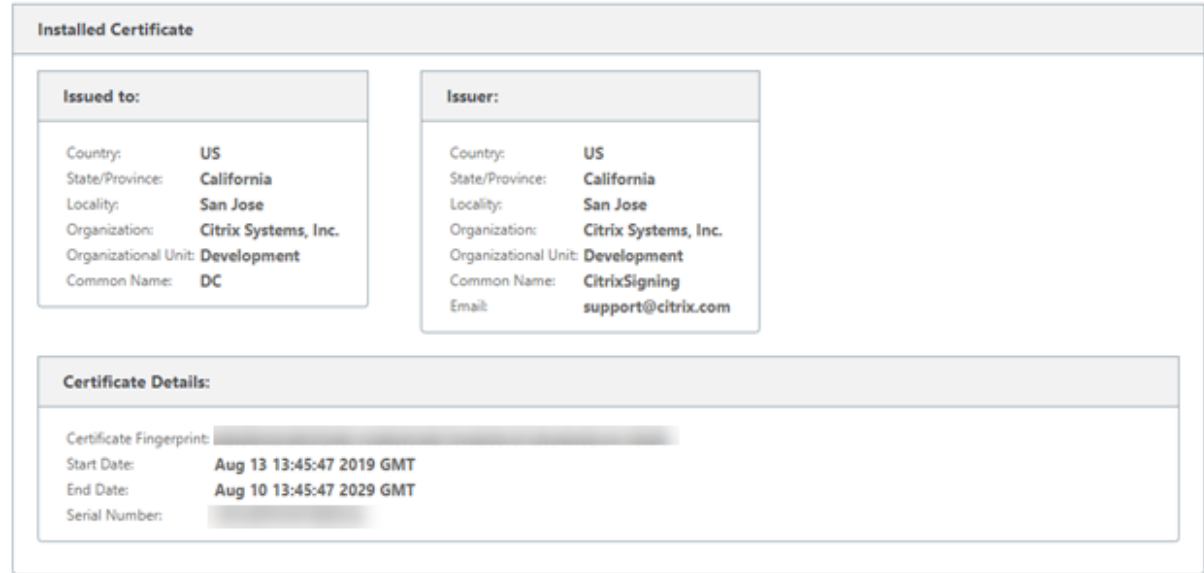 Installed Certificate
Issued to:
Country: US
State/Province: California
Locality: San Jose
Organization: Citrix Systems, Inc.
Organizational Unit: Development
Common Name: DC
Issuer:
Country: US
State/Province: California
Locality: San Jose
Organization: Citrix Systems, Inc.
Organizational Unit: Development
Common Name: CitrixSigning
Email: support@citrix.com
Certificate Details:
Certificate Fingerprint:
Start Date: Aug 13 13:45:47 2019 GMT
End Date: Aug 10 13:45:47 2029 GMT
Serial Number: